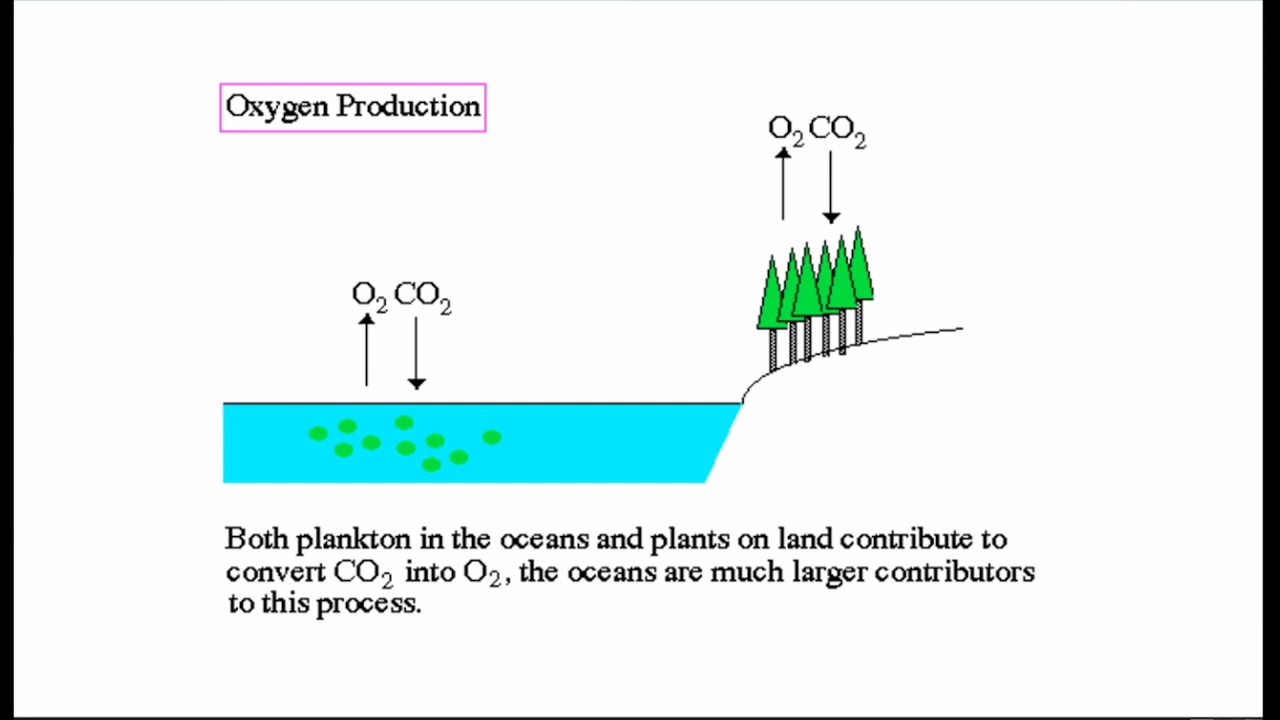 Oxygen Production
O₂ CO₂
O₂ CO₂
Both plankton in the oceans and plants on land contribute to
convert CO₂ into O₂, the oceans are much larger contributors
to this process.